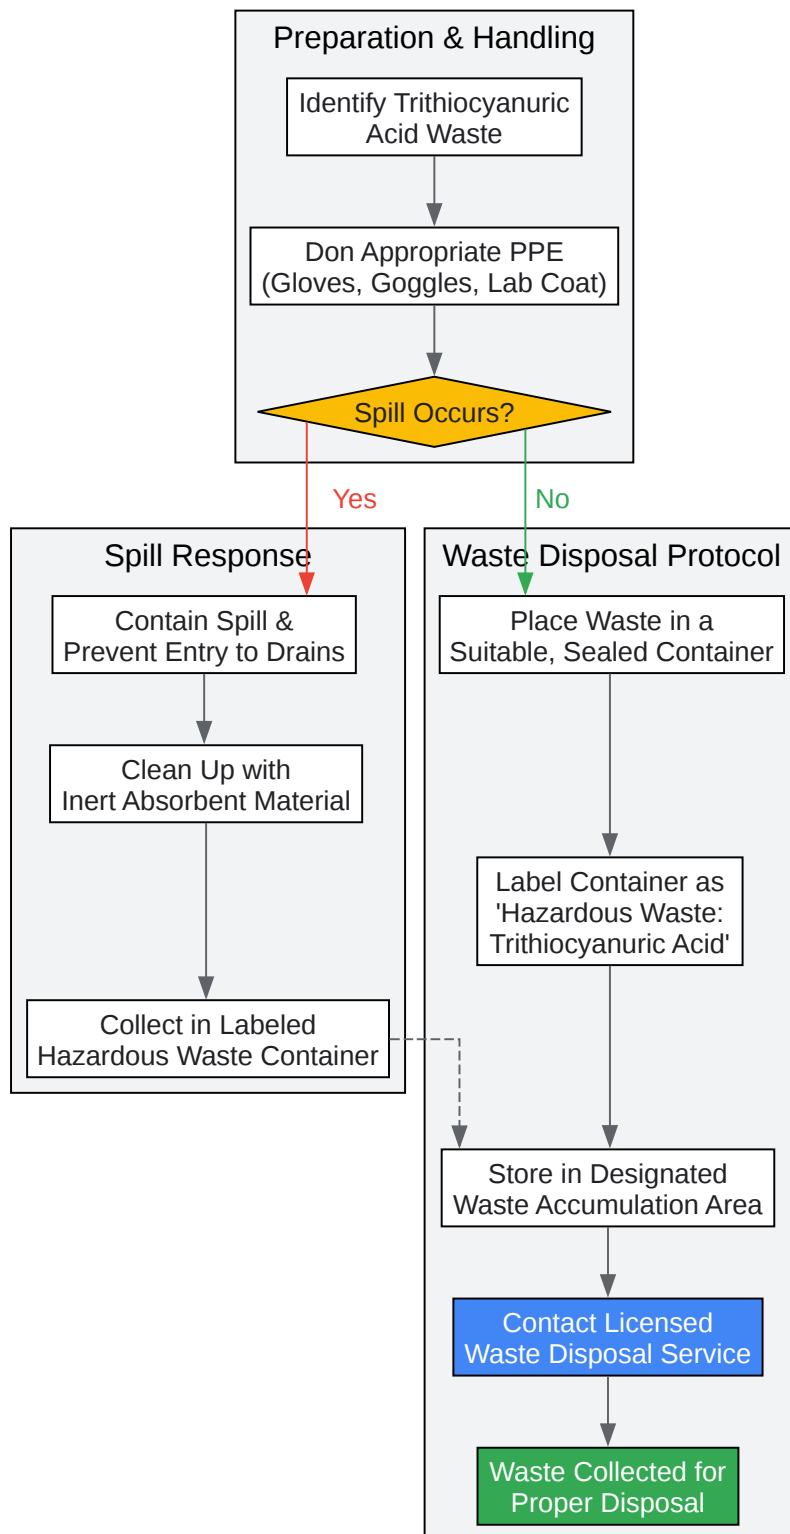 Preparation & Handling
Identify Trithiocyanuric
Acid Waste
Don Appropriate PPE
(Gloves, Goggles, Lab Coat)
Spill Occurs?
Yes
No
Spill Response
Contain Spill &
Prevent Entry to Drains
Clean Up with
Inert Absorbent Material
Collect in Labeled
Hazardous Waste Container
Waste Disposal Protocol
Place Waste in a
Suitable, Sealed Container
Label Container as
'Hazardous Waste:
Trithiocyanuric Acid'
Store in Designated
Waste Accumulation Area
Contact Licensed
Waste Disposal Service
Waste Collected for
Proper Disposal